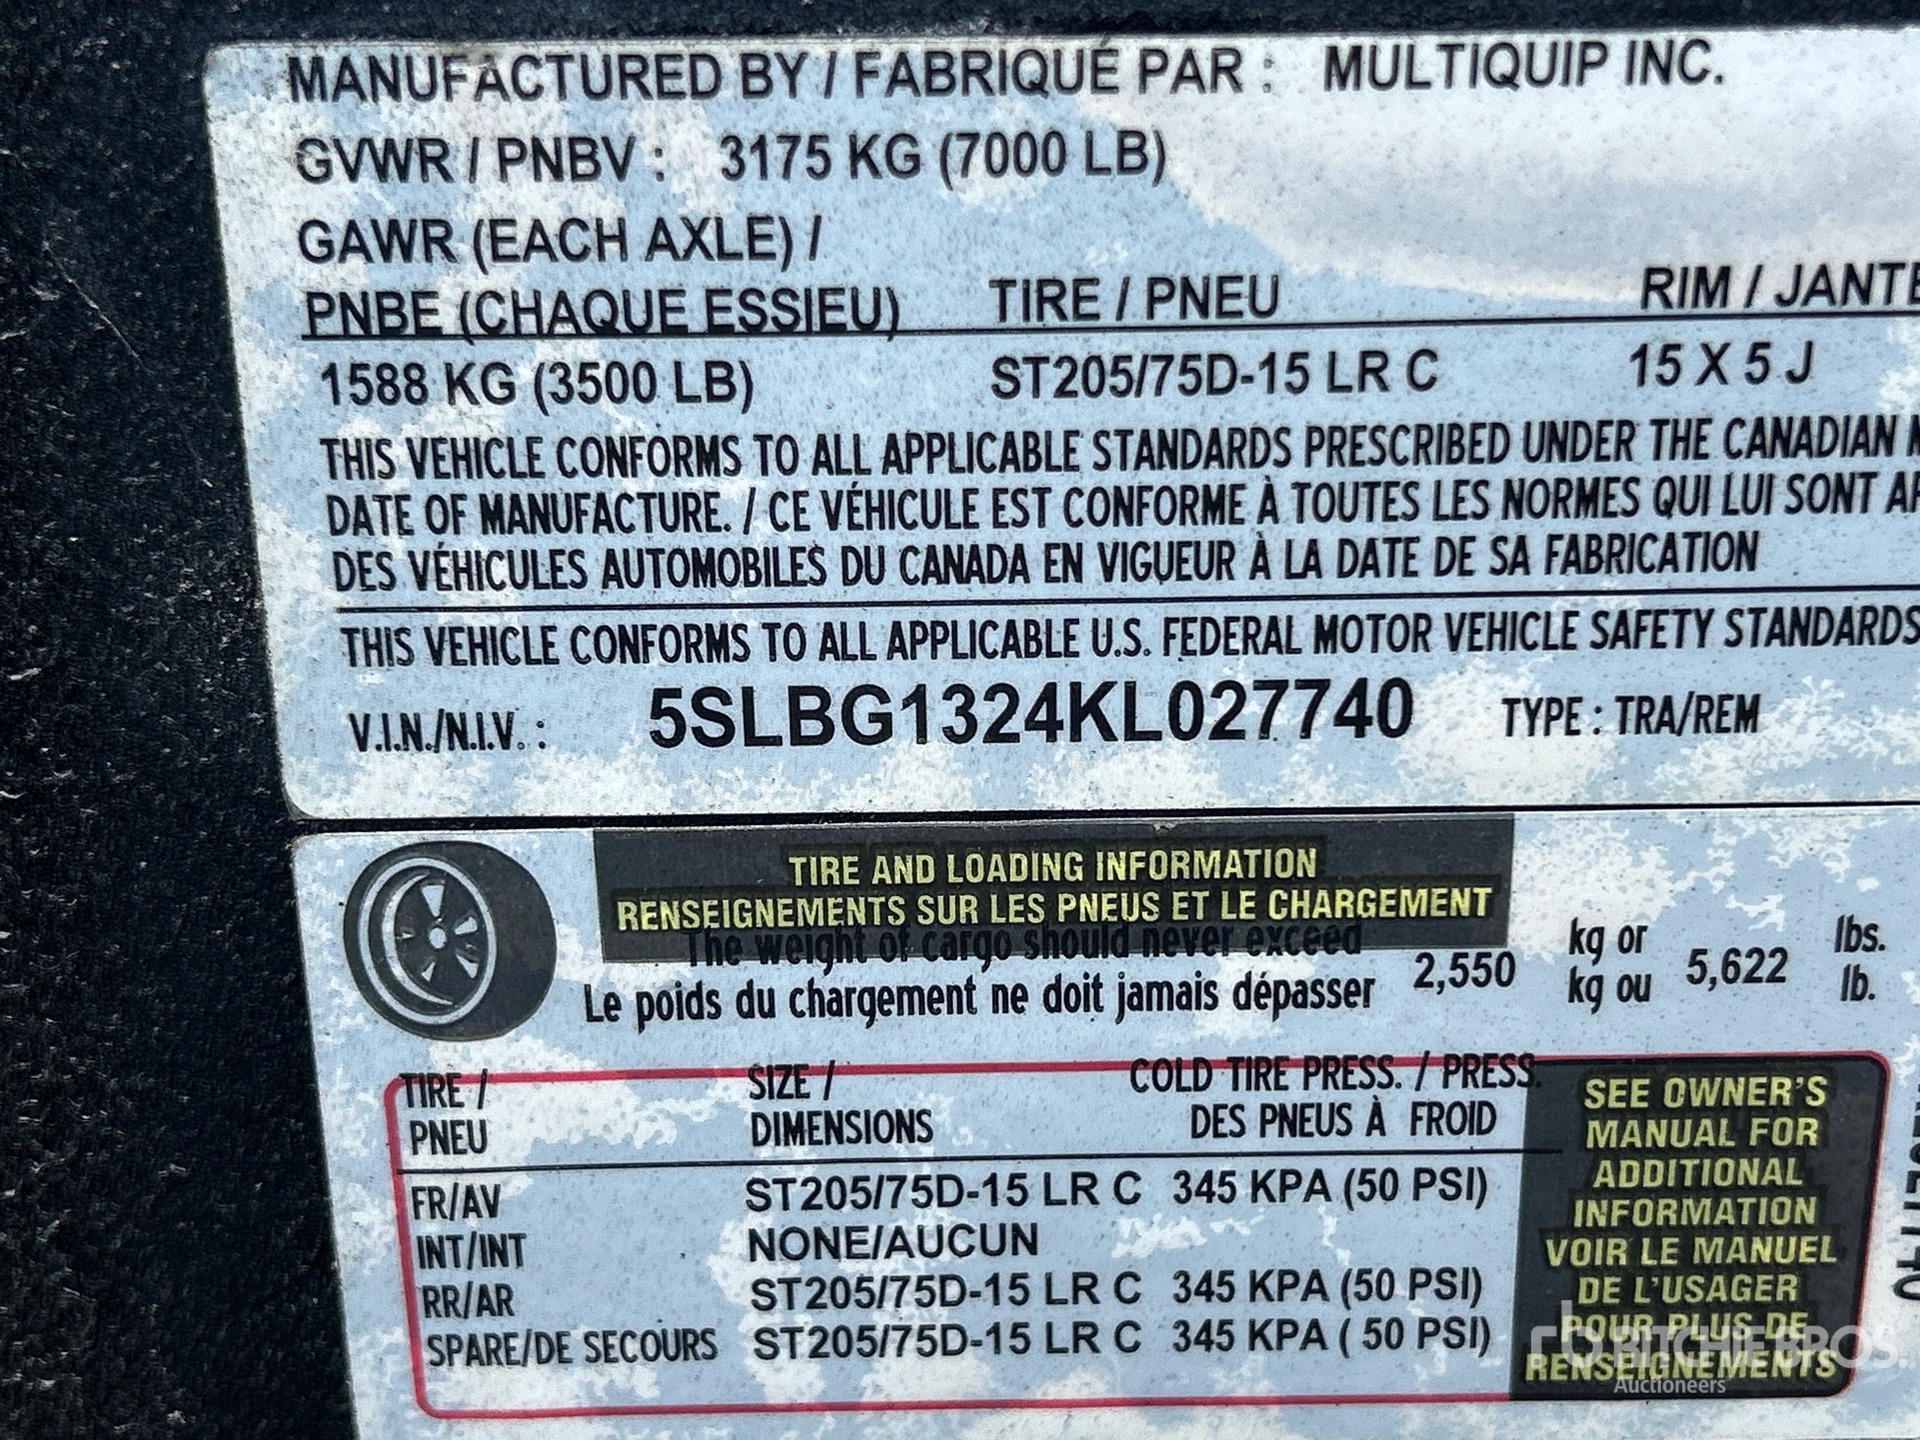 MANUFACTURED BY / FABRIQUÉ PAR : MULTIQUIP INC.
GVWR / PNBV : 3175 KG (7000 LB)
GAWR (EACH AXLE) /
PNBE (CHAQUE ESSIEU) TIRE / PNEU RIM / JANTE
1588 KG (3500 LB) ST205/75D-15 LR C 15 X 5 J
THIS VEHICLE CONFORMS TO ALL APPLICABLE STANDARDS PRESCRIBED UNDER THE CANADIAN
DATE OF MANUFACTURE. / CE VÉHICULE EST CONFORME À TOUTES LES NORMES QUI LUI SONT
DES VÉHICULES AUTOMOBILES DU CANADA EN VIGUEUR À LA DATE DE SA FABRICATION
THIS VEHICLE CONFORMS TO ALL APPLICABLE U.S. FEDERAL MOTOR VEHICLE SAFETY STANDARDS
V.I.N./N.I.V. : 5SLBG1324KL027740 TYPE : TRA/REM
TIRE AND LOADING INFORMATION
RENSEIGNEMENTS SUR LES PNEUS ET LE CHARGEMENT
The weight of cargo should never exceed 2,550 kg or 5,622 lbs.
Le poids du chargement ne doit jamais dépasser kg ou lb.
TIRE / SIZE / COLD TIRE PRESS. / PRESS.
PNEU DIMENSIONS DES PNEUS À FROID
FR/AV ST205/75D-15 LR C 345 KPA (50 PSI)
INT/INT NONE/AUCUN
RR/AR ST205/75D-15 LR C 345 KPA (50 PSI)
SPARE/DE SECOURS ST205/75D-15 LR C 345 KPA ( 50 PSI)
SEE OWNER'S
MANUAL FOR
ADDITIONAL
INFORMATION
VOIR LE MANUEL
DE L'USAGER
POUR PLUS DE
RENSEIGNEMENTS
rb RITCHIE BROS.
Auctioneers